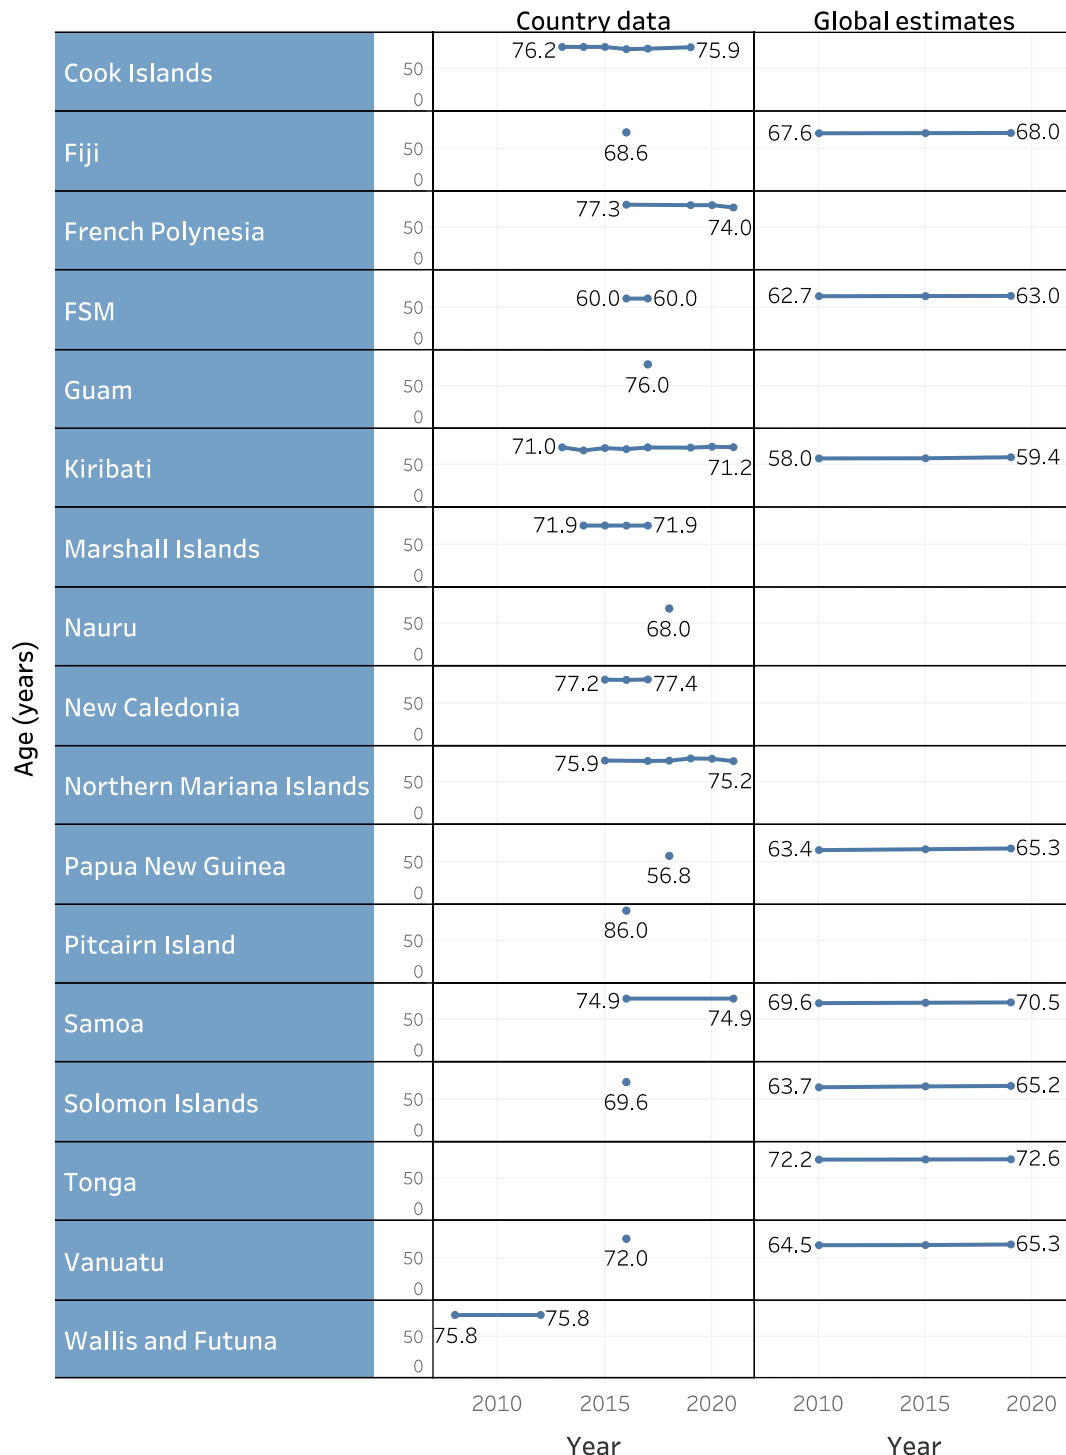 Country data Global estimates
Cook Islands 50 0 76.2 75.9
Fiji 50 0 68.6 67.6 68.0
French Polynesia 50 0 77.3 74.0
FSM 50 0 60.0 60.0 62.7 63.0
Guam 50 0 76.0
Kiribati 50 0 71.0 71.2 58.0 59.4
Marshall Islands 50 0 71.9 71.9
Nauru 50 0 68.0
New Caledonia 50 0 77.2 77.4
Northern Mariana Islands 50 0 75.9 75.2
Papua New Guinea 50 0 56.8 63.4 65.3
Pitcairn Island 50 0 86.0
Samoa 50 0 74.9 74.9 69.6 70.5
Solomon Islands 50 0 69.6 63.7 65.2
Tonga 50 0 72.2 72.6
Vanuatu 50 0 72.0 64.5 65.3
Wallis and Futuna 50 0 75.8 75.8
Age (years)
2010 2015 2020 2010 2015 2020
Year Year